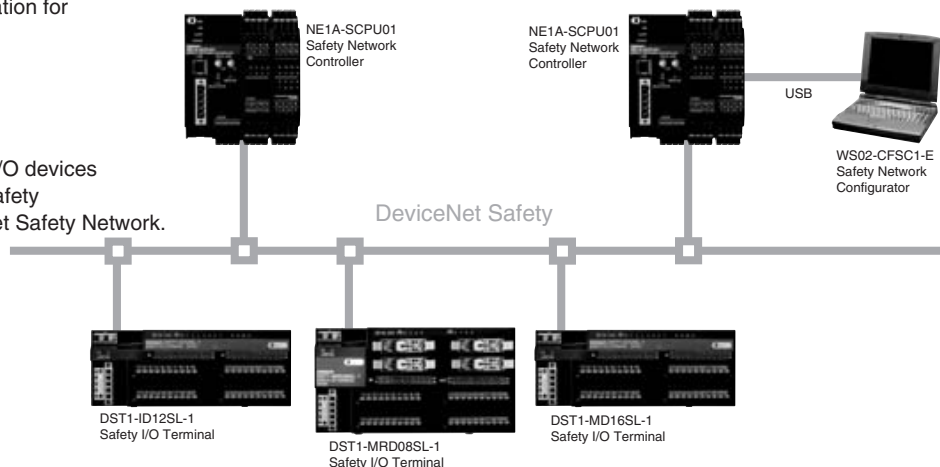 ation for
NE1A-SCPU01
Safety Network
Controller
NE1A-SCPU01
Safety Network
Controller
USB
WS02-CFSC1-E
Safety Network
Configurator
/O devices
afety
et Safety Network.
DeviceNet Safety
DST1-ID12SL-1
Safety I/O Terminal
DST1-MRD08SL-1
Safety I/O Terminal
DST1-MD16SL-1
Safety I/O Terminal